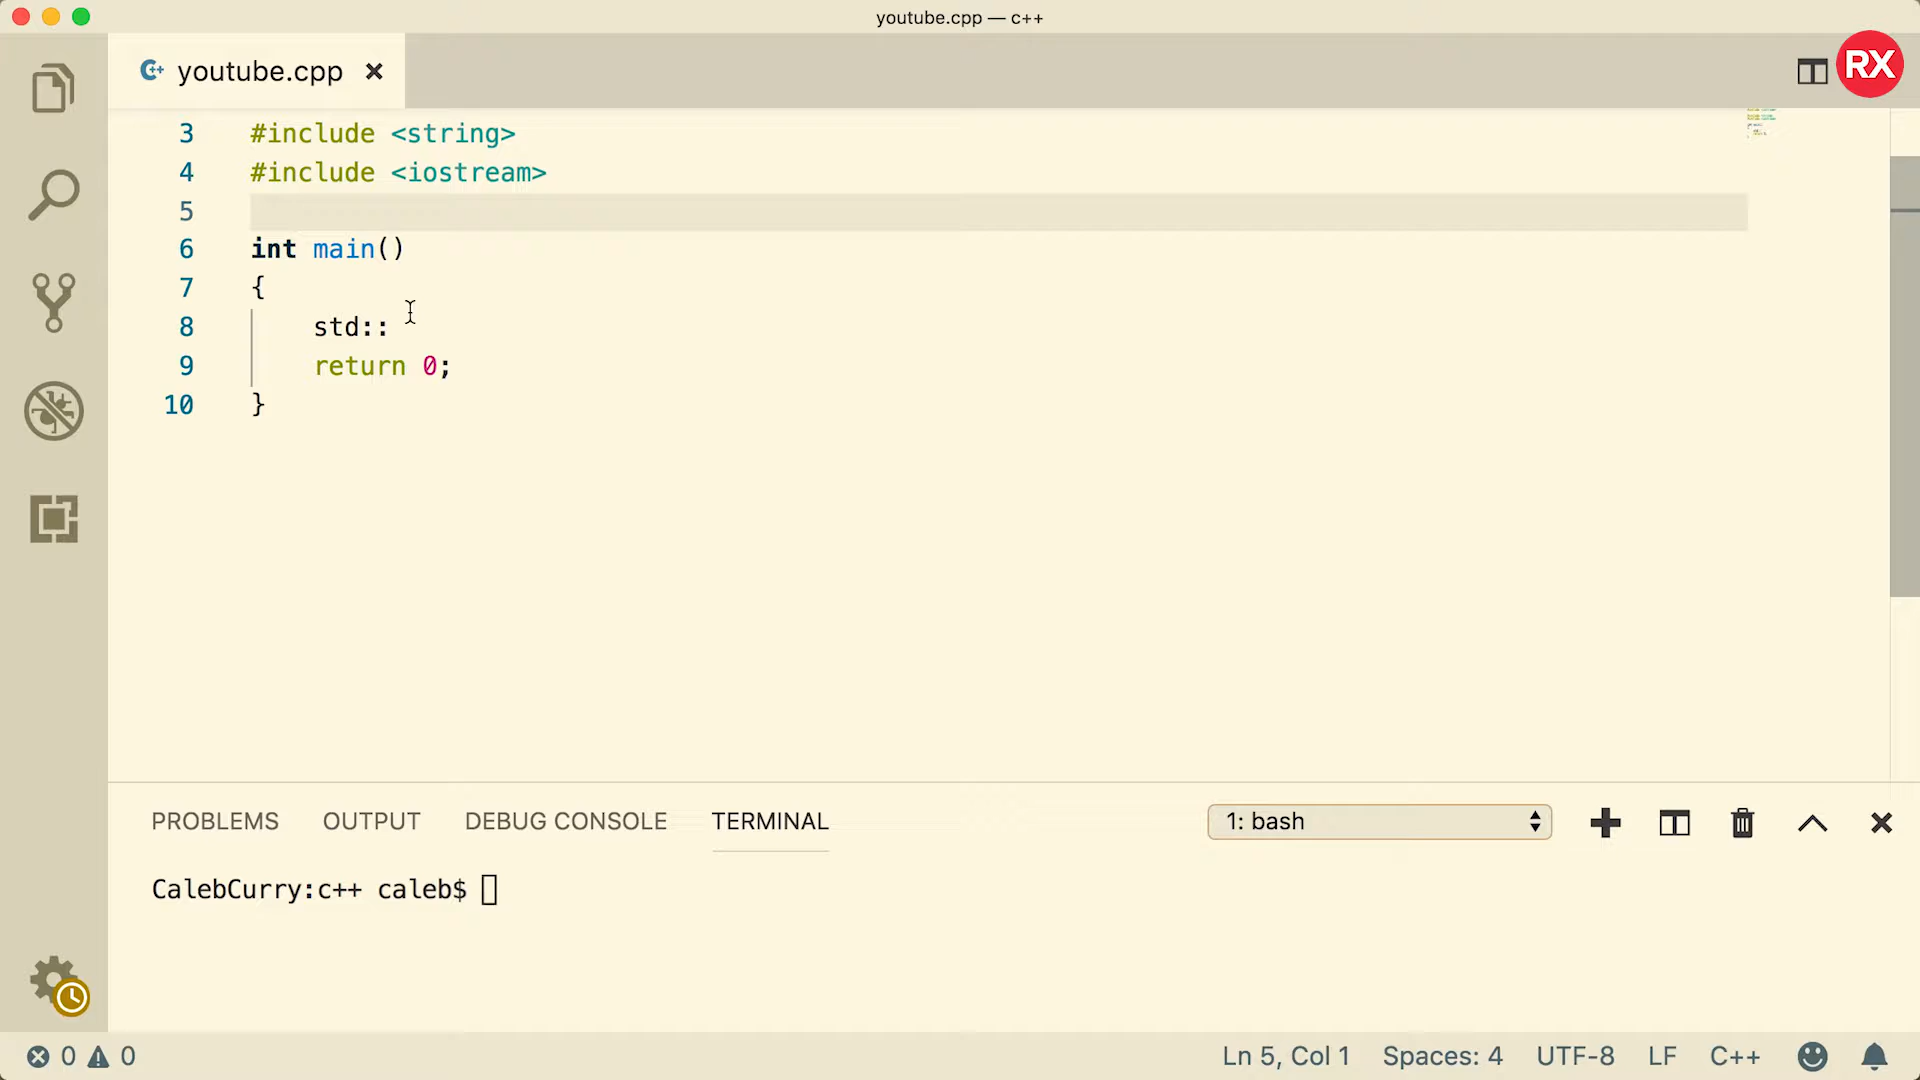 youtube.cpp — c++
youtube.cpp
RX
3 #include <string>
4 #include <iostream>
5
6 int main()
7 {
8 std::
9 return 0;
10 }
PROBLEMS OUTPUT DEBUG CONSOLE TERMINAL 1: bash
CalebCurry:c++ caleb$
0 0 Ln 5, Col 1 Spaces: 4 UTF-8 LF C++